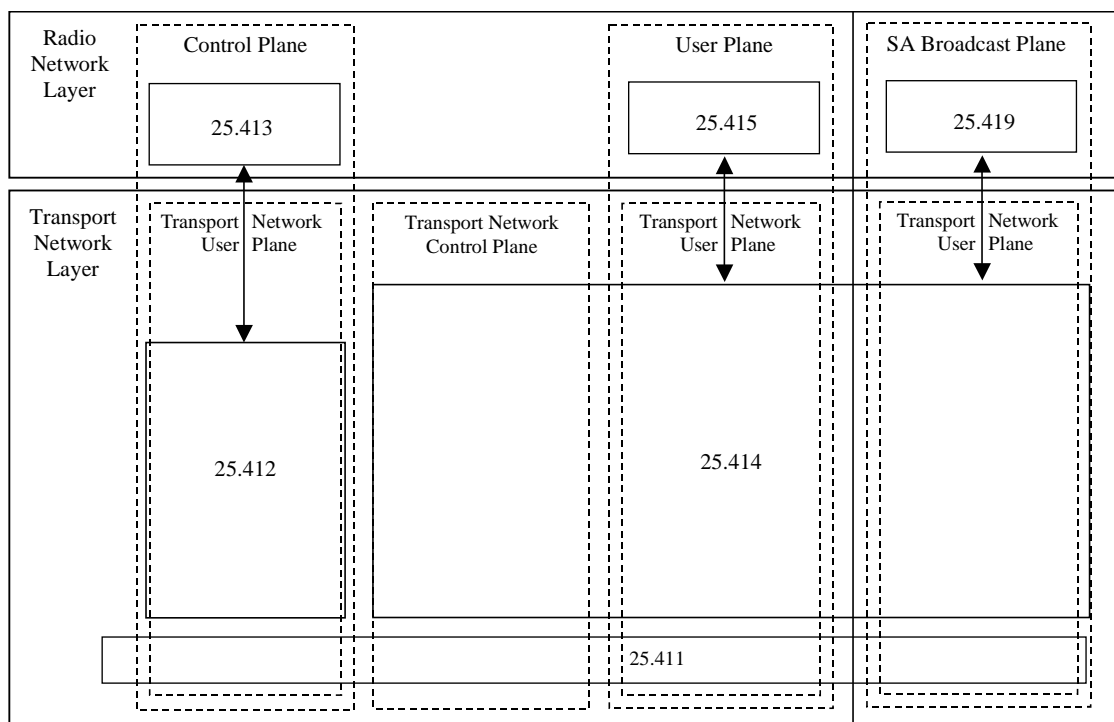 Radio
Network
Layer
Control Plane
User Plane
SA Broadcast Plane
25.413
25.415
25.419
Transport
Network
Layer
Transport Network
User Plane
Transport Network
Control Plane
Transport Network
User Plane
Transport Network
User Plane
25.412
25.414
25.411